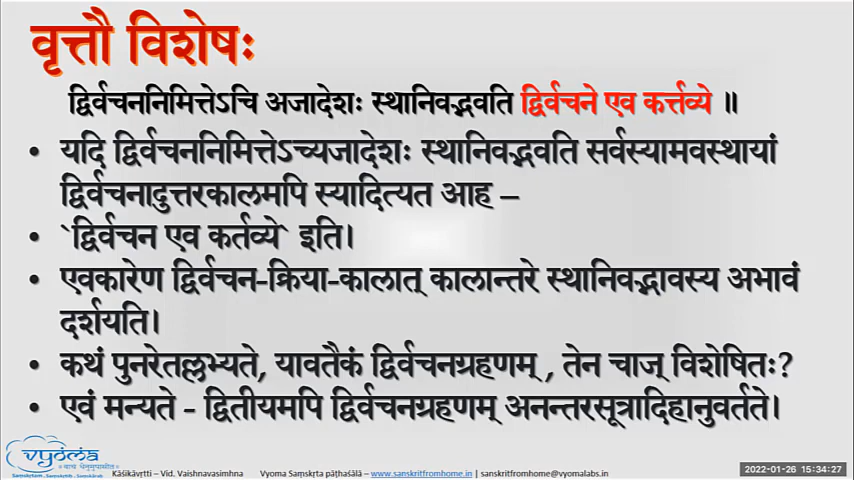 वृत्तौ विशेषः
द्विर्वचननिमित्तेऽचि अजादेशः स्थानिवद्भवति द्विर्वचने एव कर्त्तव्ये ॥
• यदि द्विर्वचननिमित्तेऽच्यजादेशः स्थानिवद्भवति सर्वस्यामवस्थायां
द्विर्वचनादुत्तरकालमपि स्यादित्यत आह –
• `द्विर्वचन एव कर्तव्ये` इति।
• एवकारेण द्विर्वचन-क्रिया-कालात् कालान्तरे स्थानिवद्भावस्य अभावं
दर्शयति।
• कथं पुनरेतल्लभ्यते, यावतैकं द्विर्वचनग्रहणम् , तेन चाज् विशेषितः?
• एवं मन्यते - द्वितीयमपि द्विर्वचनग्रहणम् अनन्तरसूत्रादिहानुवर्तते।
vyoma
Kāśikāvṛtti – Vid. Vaishnavasimha Vyoma Saṃskṛta pāṭhaśālā - www.sanskritfromhome.in | sanskritfromhome@vyomalabs.in
2022-01-26 15:34:27